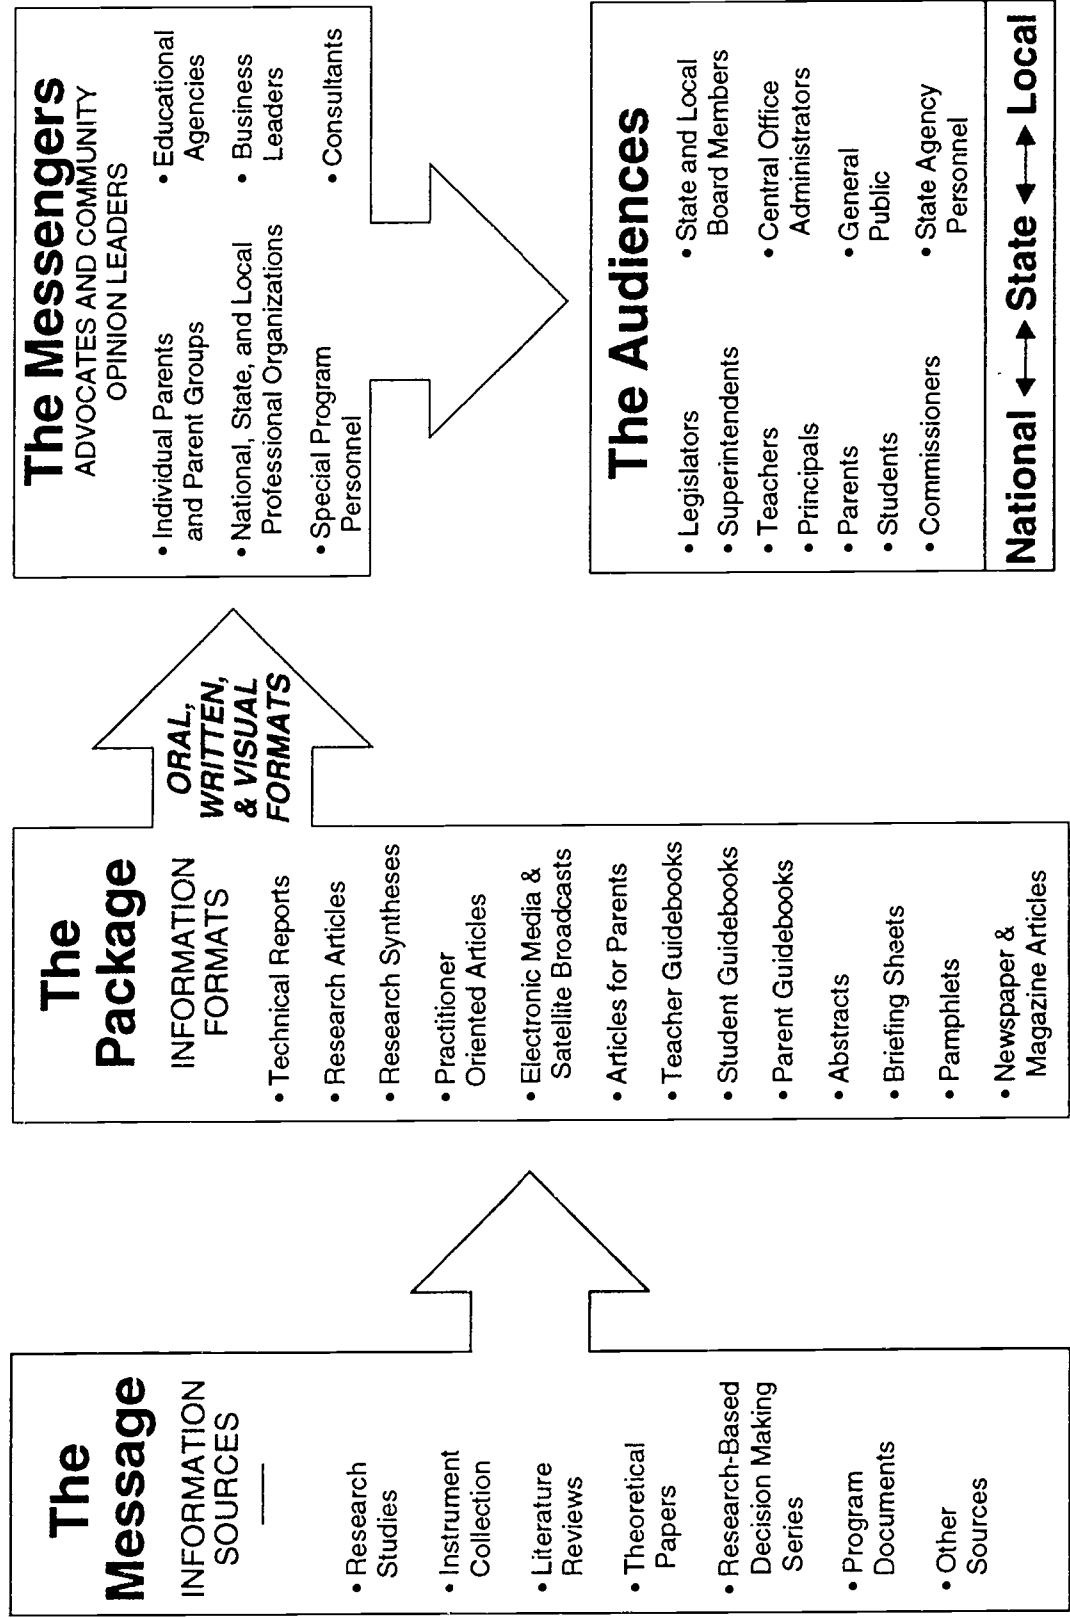 The
Message
INFORMATION
SOURCES
• Research
Studies
• Instrument
Collection
• Literature
Reviews
• Theoretical
Papers
• Research-Based
Decision Making
Series
• Program
Documents
• Other
Sources
The
Package
INFORMATION
FORMATS
• Technical Reports
• Research Articles
• Research Syntheses
• Practitioner
Oriented Articles
• Electronic Media &
Satellite Broadcasts
• Articles for Parents
• Teacher Guidebooks
• Student Guidebooks
• Parent Guidebooks
• Abstracts
• Briefing Sheets
• Pamphlets
• Newspaper &
Magazine Articles
ORAL,
WRITTEN,
& VISUAL
FORMATS
The Messengers
ADVOCATES AND COMMUNITY
OPINION LEADERS
• Individual Parents
and Parent Groups
• National, State, and Local
Professional Organizations
• Special Program
Personnel
• Educational
Agencies
• Business
Leaders
• Consultants
The Audiences
• Legislators
• Superintendents
• Teachers
• Principals
• Parents
• Students
• Commissioners
• State and Local
Board Members
• Central Office
Administrators
• General
Public
• State Agency
Personnel
National ↔ State ↔ Local